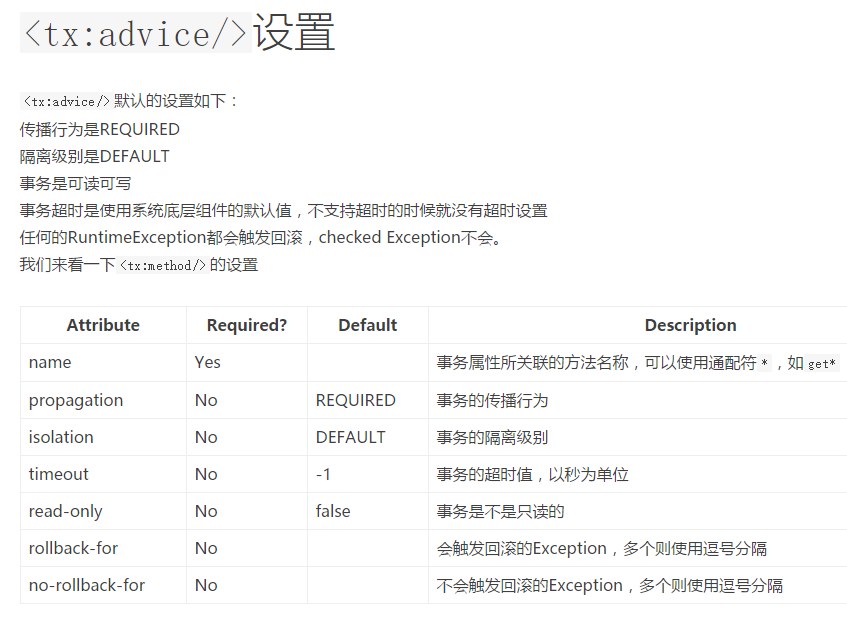 <tx:advice/>设置
<tx:advice/>默认的设置如下：
传播行为是REQUIRED
隔离级别是DEFAULT
事务是可读可写
事务超时是使用系统底层组件的默认值，不支持超时的时候就没有超时设置
任何的RuntimeException都会触发回滚，checked Exception不会。
我们来看一下<tx:method/>的设置
Attribute Required? Default Description
name Yes 事务属性所关联的方法名称，可以使用通配符*，如get*
propagation No REQUIRED 事务的传播行为
isolation No DEFAULT 事务的隔离级别
timeout No -1 事务的超时值，以秒为单位
read-only No false 事务是不是只读的
rollback-for No 会触发回滚的Exception，多个则使用逗号分隔
no-rollback-for No 不会触发回滚的Exception，多个则使用逗号分隔